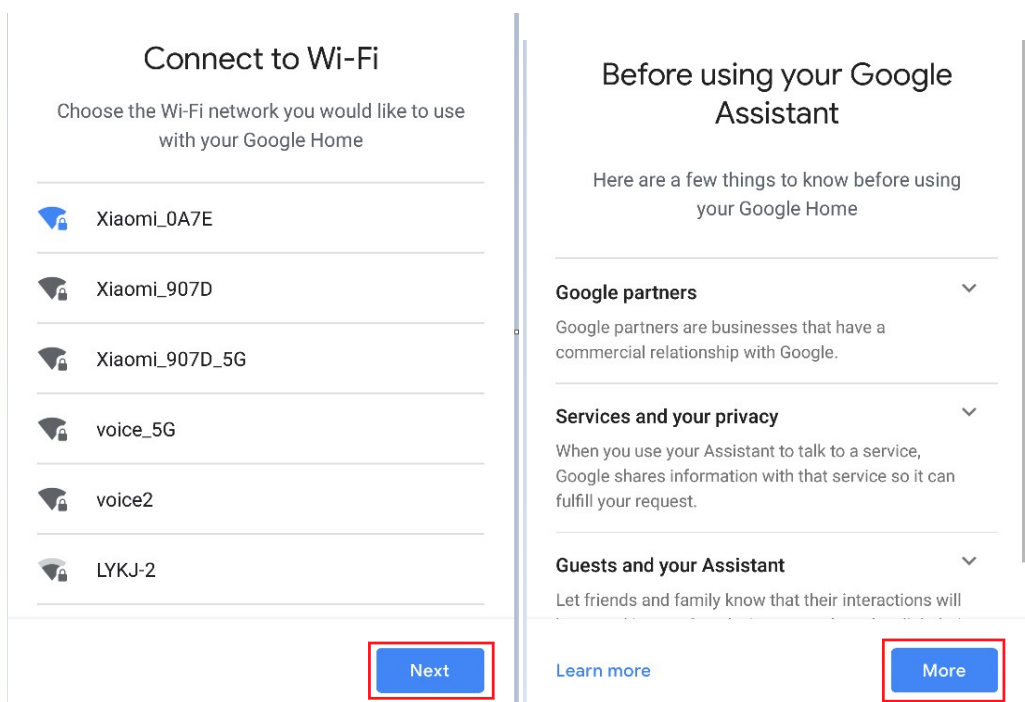 Connect to Wi-Fi
Choose the Wi-Fi network you would like to use
with your Google Home
Xiaomi_0A7E
Xiaomi_907D
Xiaomi_907D_5G
voice_5G
voice2
LYKJ-2
Next
Before using your Google
Assistant
Here are a few things to know before using
your Google Home
Google partners
Google partners are businesses that have a
commercial relationship with Google.
Services and your privacy
When you use your Assistant to talk to a service,
Google shares information with that service so it can
fulfill your request.
Guests and your Assistant
Let friends and family know that their interactions will
Learn more
More